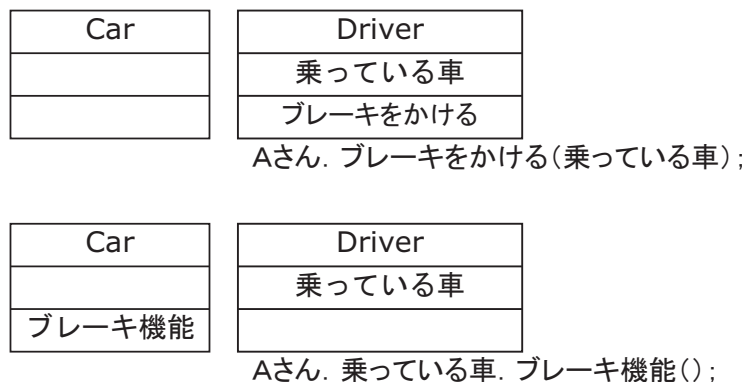 Car
Driver
乗っている車
ブレーキをかける
Aさん．ブレーキをかける（乗っている車）；
Car
Driver
乗っている車
ブレーキ機能
Aさん．乗っている車．ブレーキ機能（）；